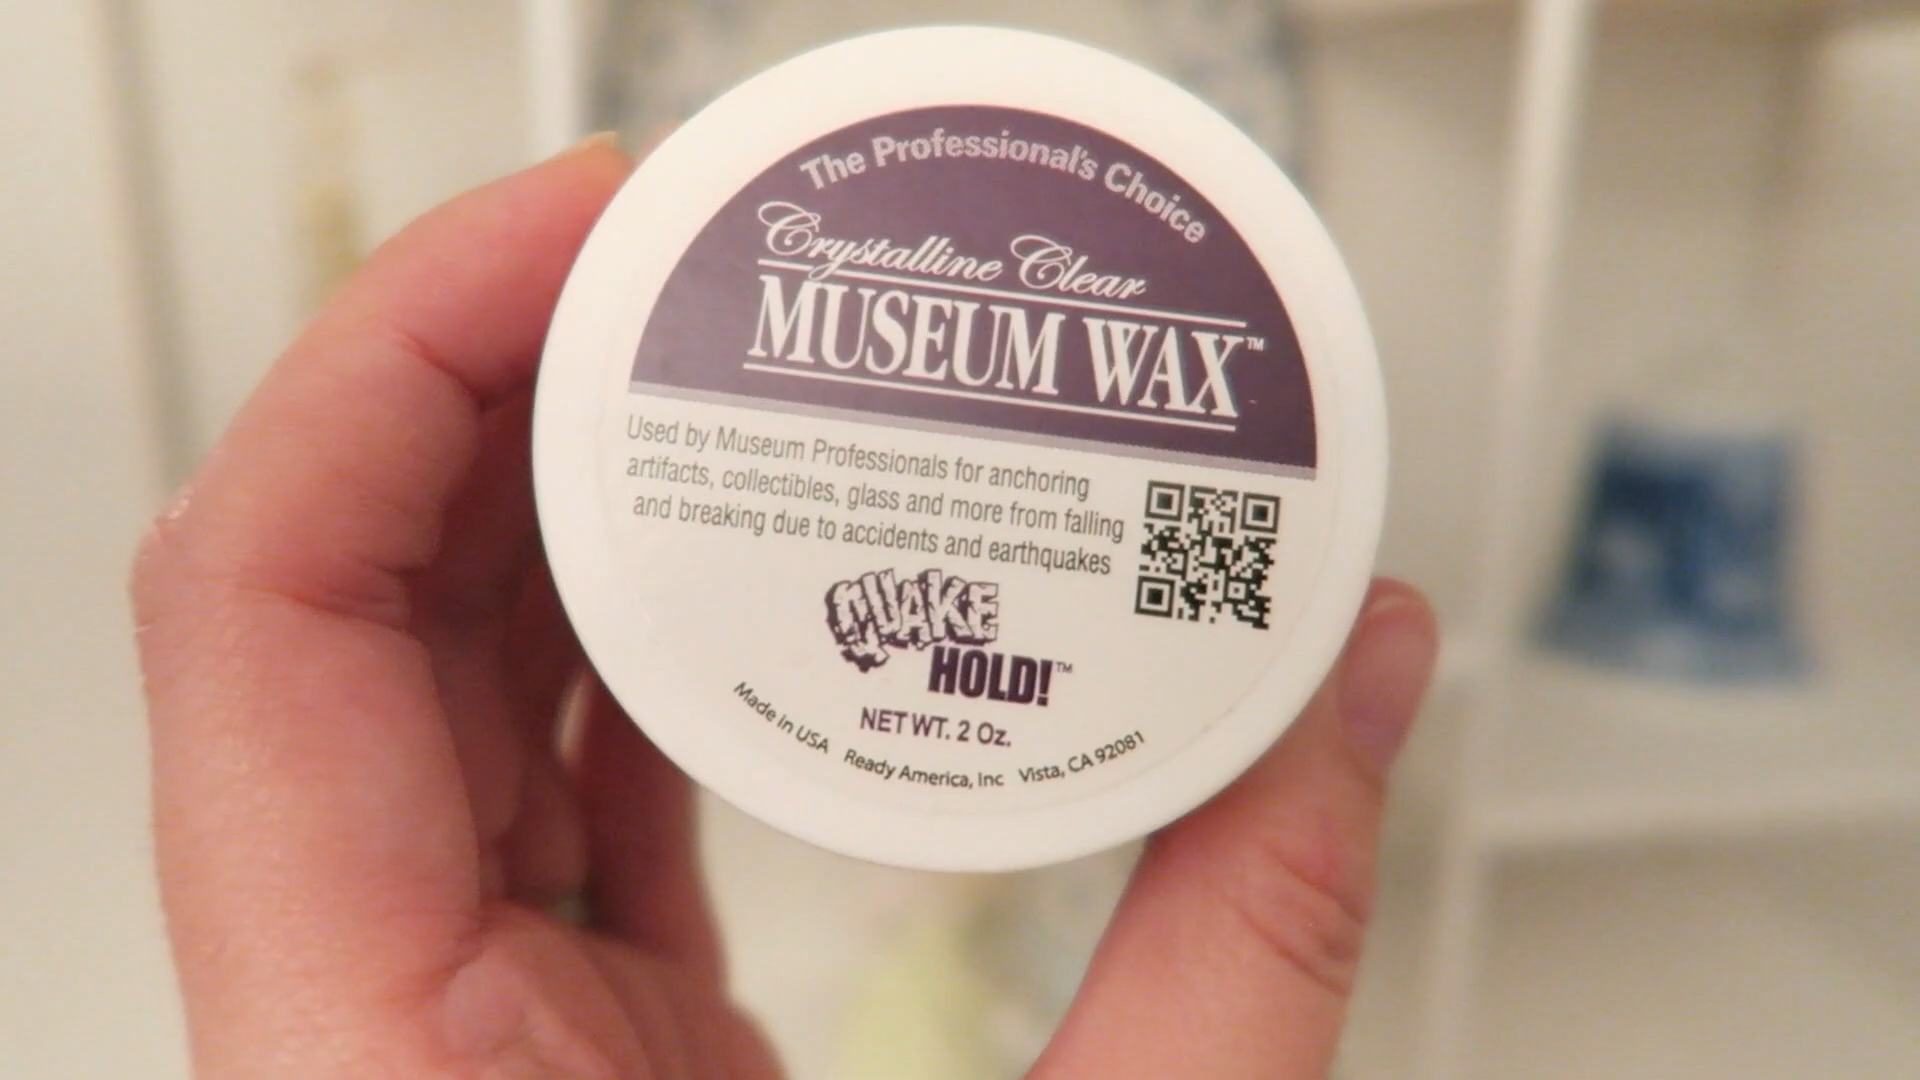 The Professional's Choice
Crystalline Clear
MUSEUM WAX™
Used by Museum Professionals for anchoring
artifacts, collectibles, glass and more from falling
and breaking due to accidents and earthquakes
QUAKE
HOLD!™
NET WT. 2 Oz.
Made in USA Ready America, Inc Vista, CA 92081